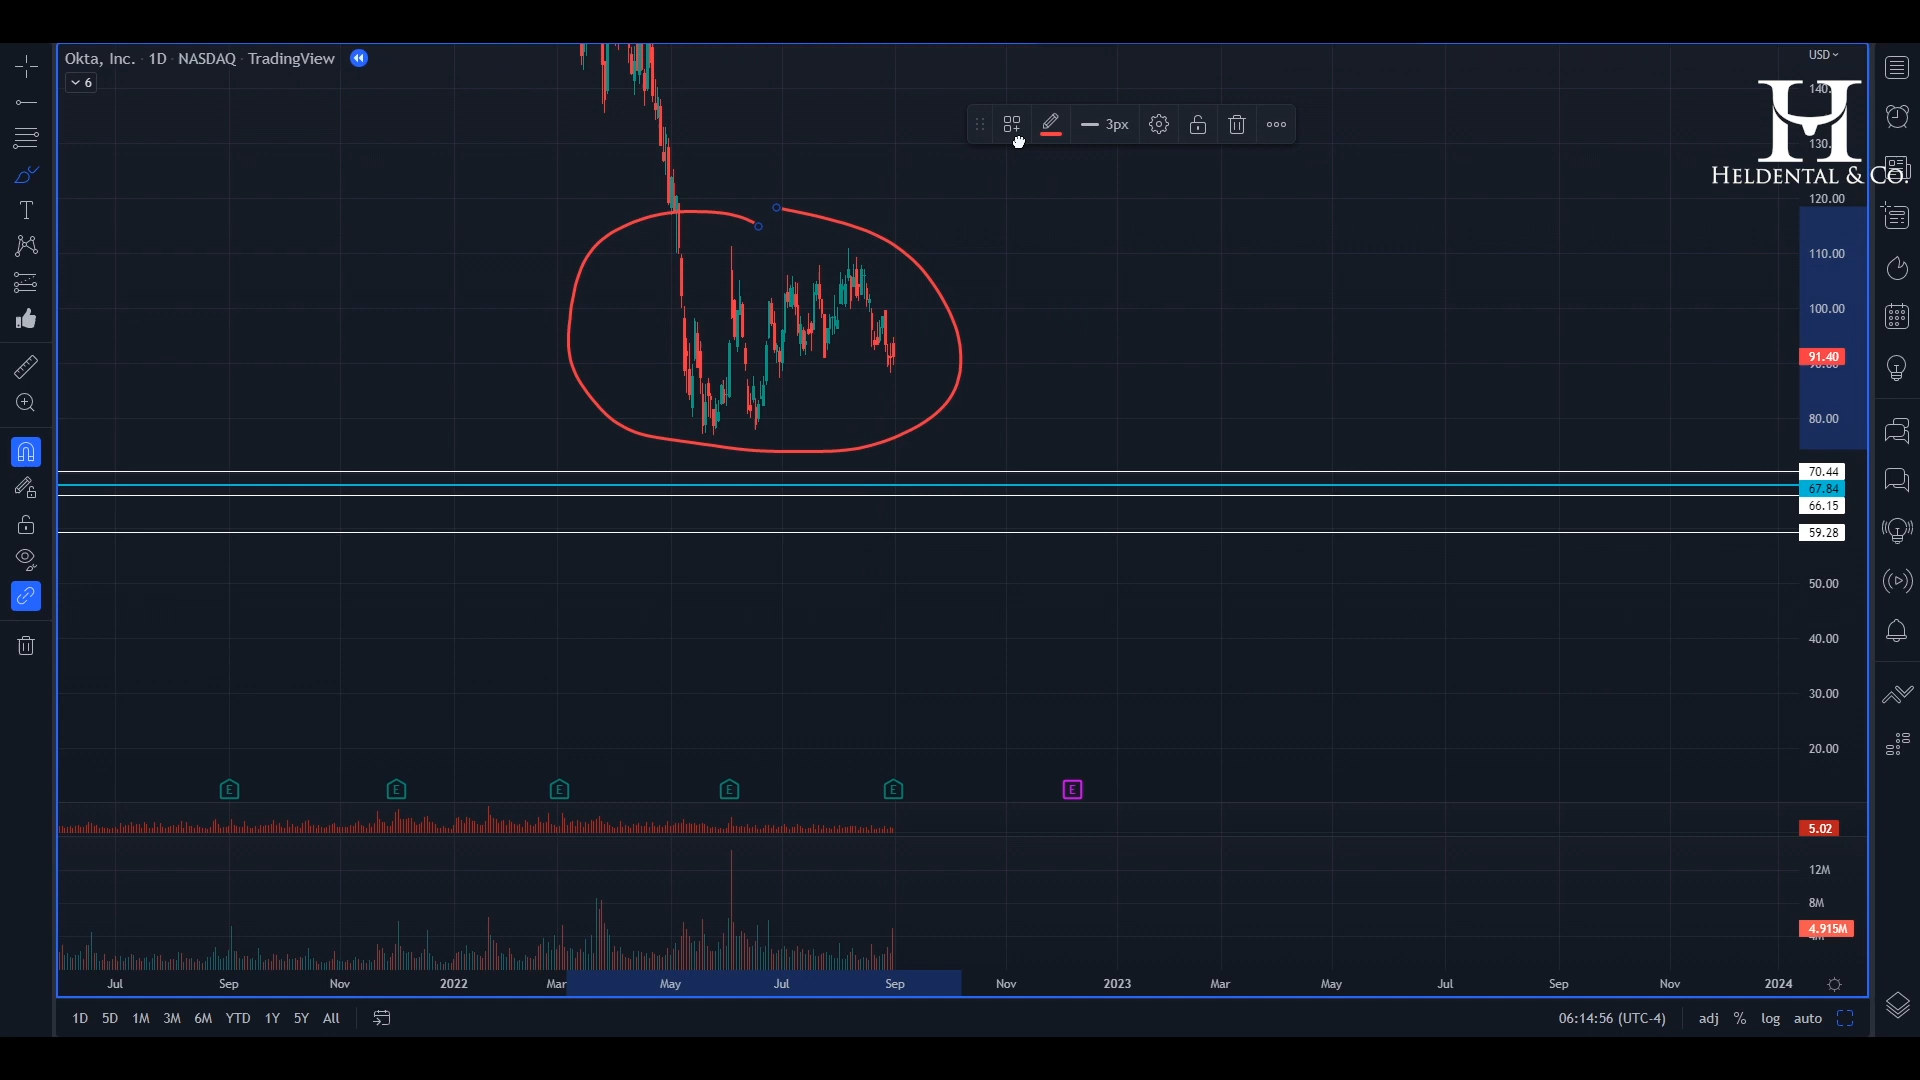 Okta, Inc. · 1D · NASDAQ · TradingView
6
3px
USD
140.
130.
HELDENTAL & CO.
120.00
110.00
100.00
91.40
80.00
70.44
67.84
66.15
59.28
50.00
40.00
30.00
20.00
E E E E E E
5.02
12M
8M
4.915M
Jul Sep Nov 2022 Mar May Jul Sep Nov 2023 Mar May Jul Sep Nov 2024
1D 5D 1M 3M 6M YTD 1Y 5Y All
06:14:56 (UTC-4) adj % log auto